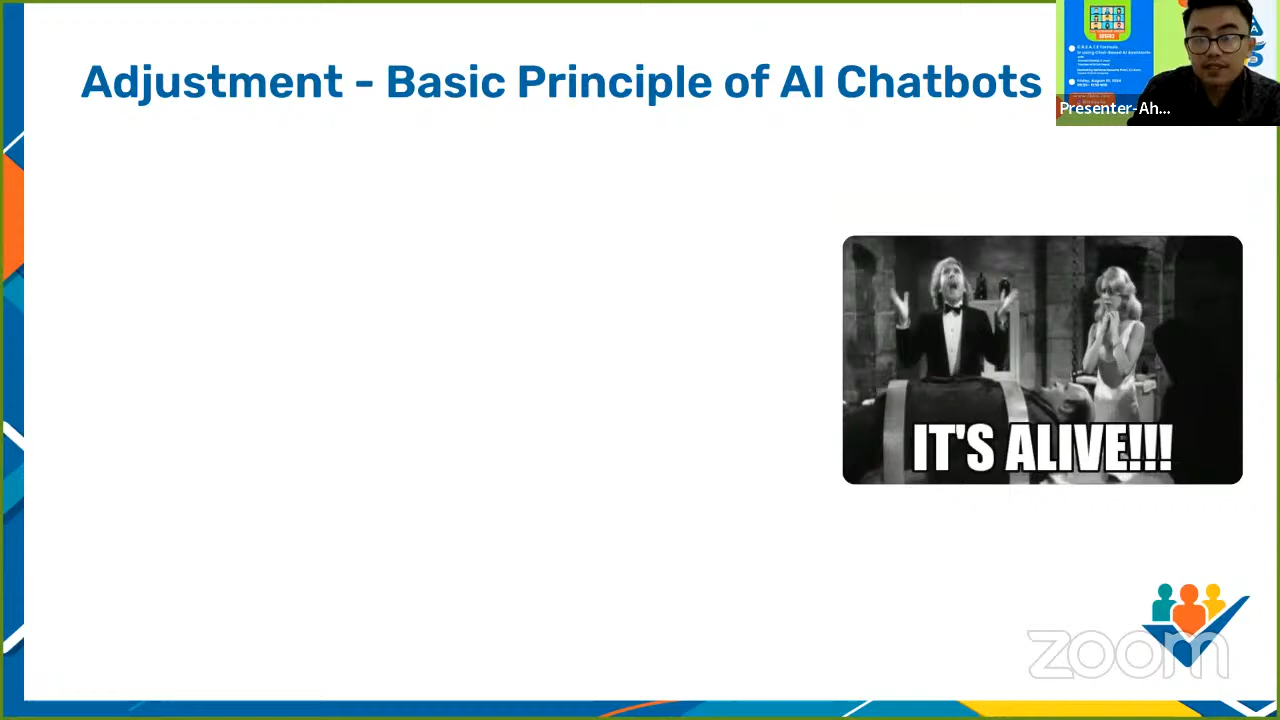 Adjustment - Basic Principle of AI Chatbots
Presenter-Ah...
IT'S ALIVE!!!
zoom